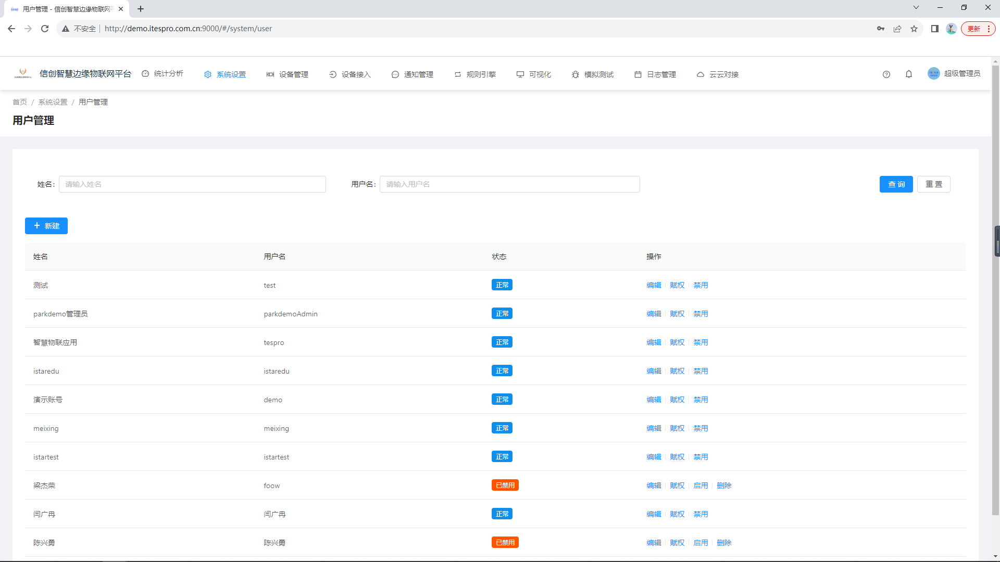 用户管理 - 信创智慧边缘物联网平
不安全
http://demo.itespro.com.cn:9000/#/system/user
更新
信创智慧边缘物联网平台
统计分析
系统设置
设备管理
设备接入
通知管理
规则引擎
可视化
模拟测试
日志管理
云云对接
超级管理员
首页 / 系统设置 / 用户管理
用户管理
姓名: 请输入姓名
用户名: 请输入用户名
查 询
重 置
+ 新建
姓名 用户名 状态 操作
测试 test 正常 编辑 赋权 禁用
parkdemo管理员 parkdemoAdmin 正常 编辑 赋权 禁用
智慧物联应用 tespro 正常 编辑 赋权 禁用
istaredu istaredu 正常 编辑 赋权 禁用
演示账号 demo 正常 编辑 赋权 禁用
meixing meixing 正常 编辑 赋权 禁用
istartest istartest 正常 编辑 赋权 禁用
梁杰荣 foow 已禁用 编辑 赋权 启用 删除
闫广冉 闫广冉 正常 编辑 赋权 禁用
陈兴勇 陈兴勇 已禁用 编辑 赋权 启用 删除